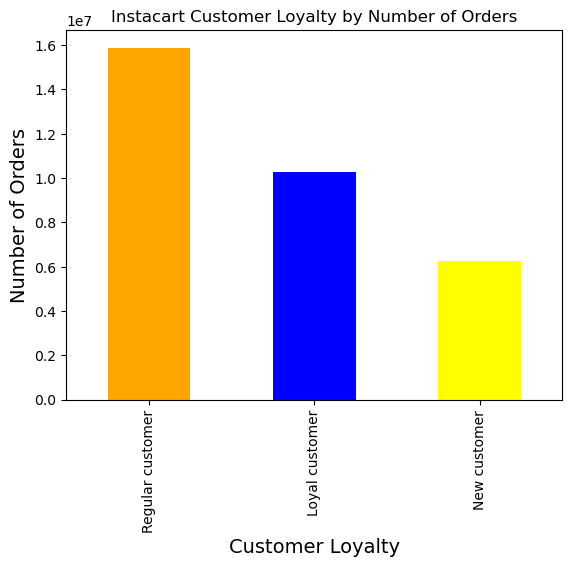 Instacart Customer Loyalty by Number of Orders
1e7
1.6
1.4
1.2
1.0
0.8
0.6
0.4
0.2
0.0
Number of Orders
Regular customer
Loyal customer
New customer
Customer Loyalty